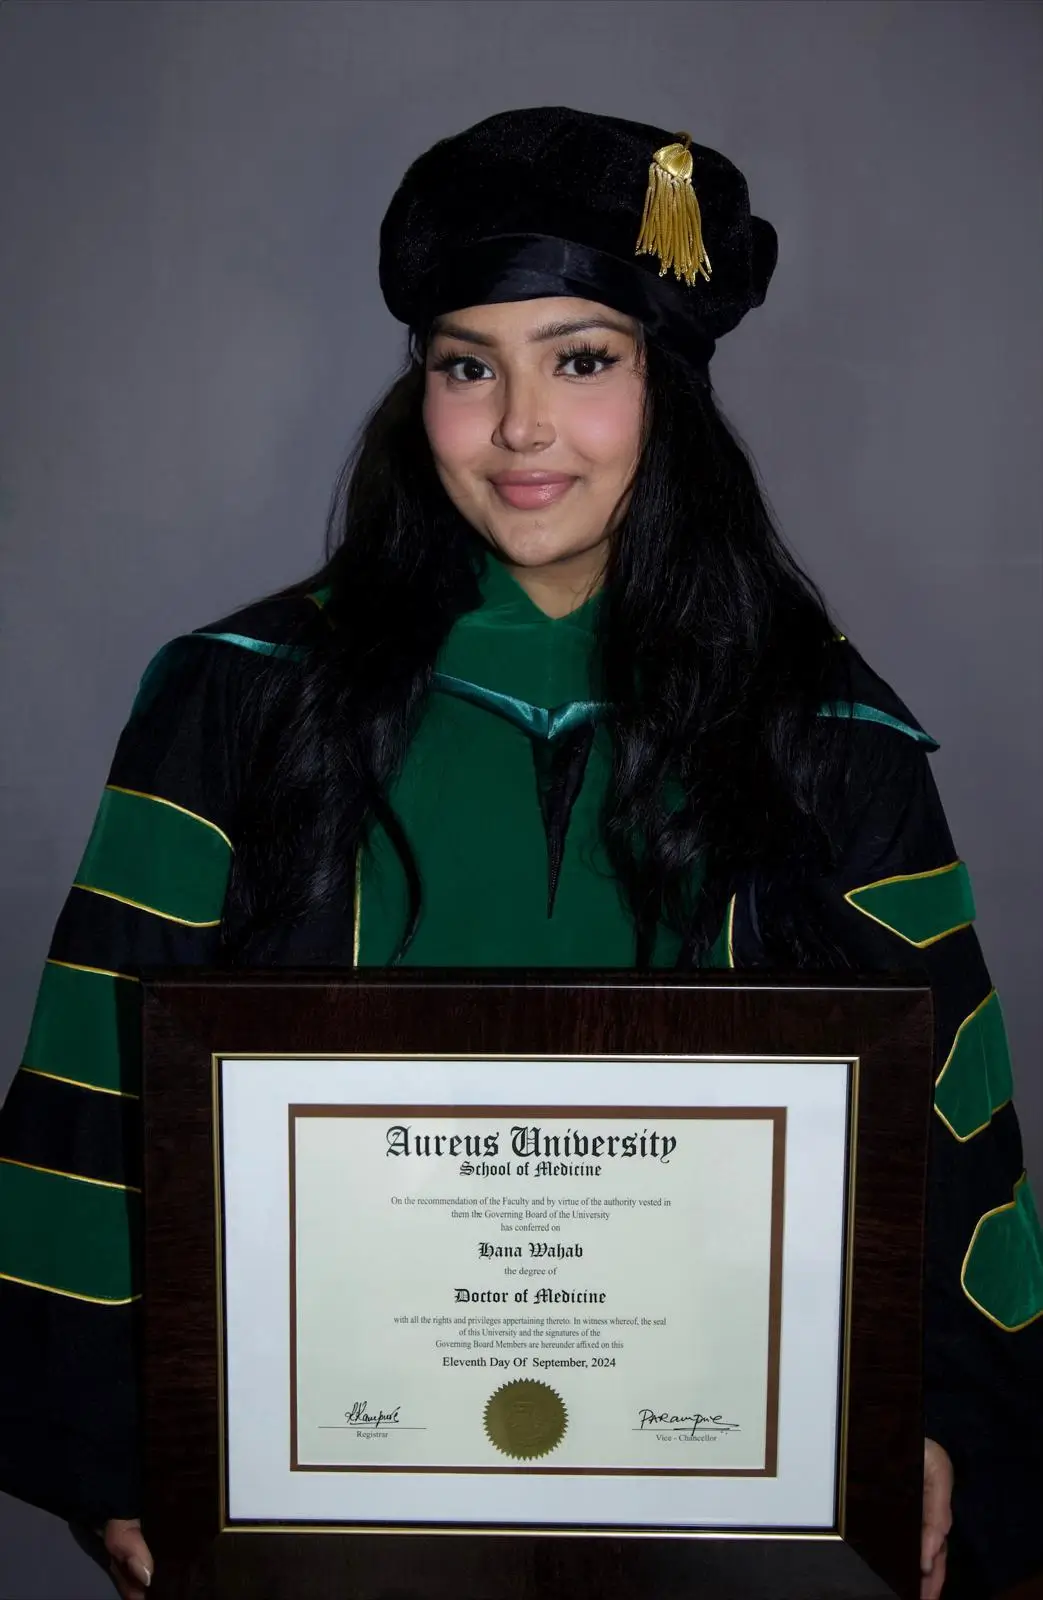 Aureus University
School of Medicine
On the recommendation of the Faculty and by virtue of the authority vested in
them the Governing Board of the University
has conferred on
Hana Wahab
the degree of
Doctor of Medicine
with all the rights and privileges appertaining thereto. In witness whereof, the seal
of this University and the signatures of the
Governing Board Members are hereunder affixed on this
Eleventh Day Of September, 2024
Registrar
Vice - Chancellor